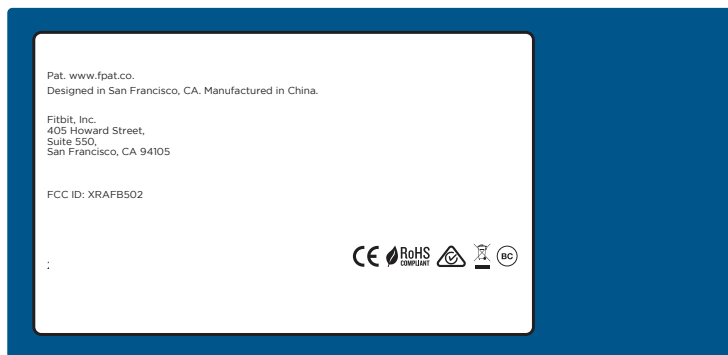 Pat. www.fpat.co.
Designed in San Francisco, CA. Manufactured in China.
Fitbit, Inc.
405 Howard Street,
Suite 550,
San Francisco, CA 94105
FCC ID: XRAFB502
;
CE RoHS COMPLIANT BC